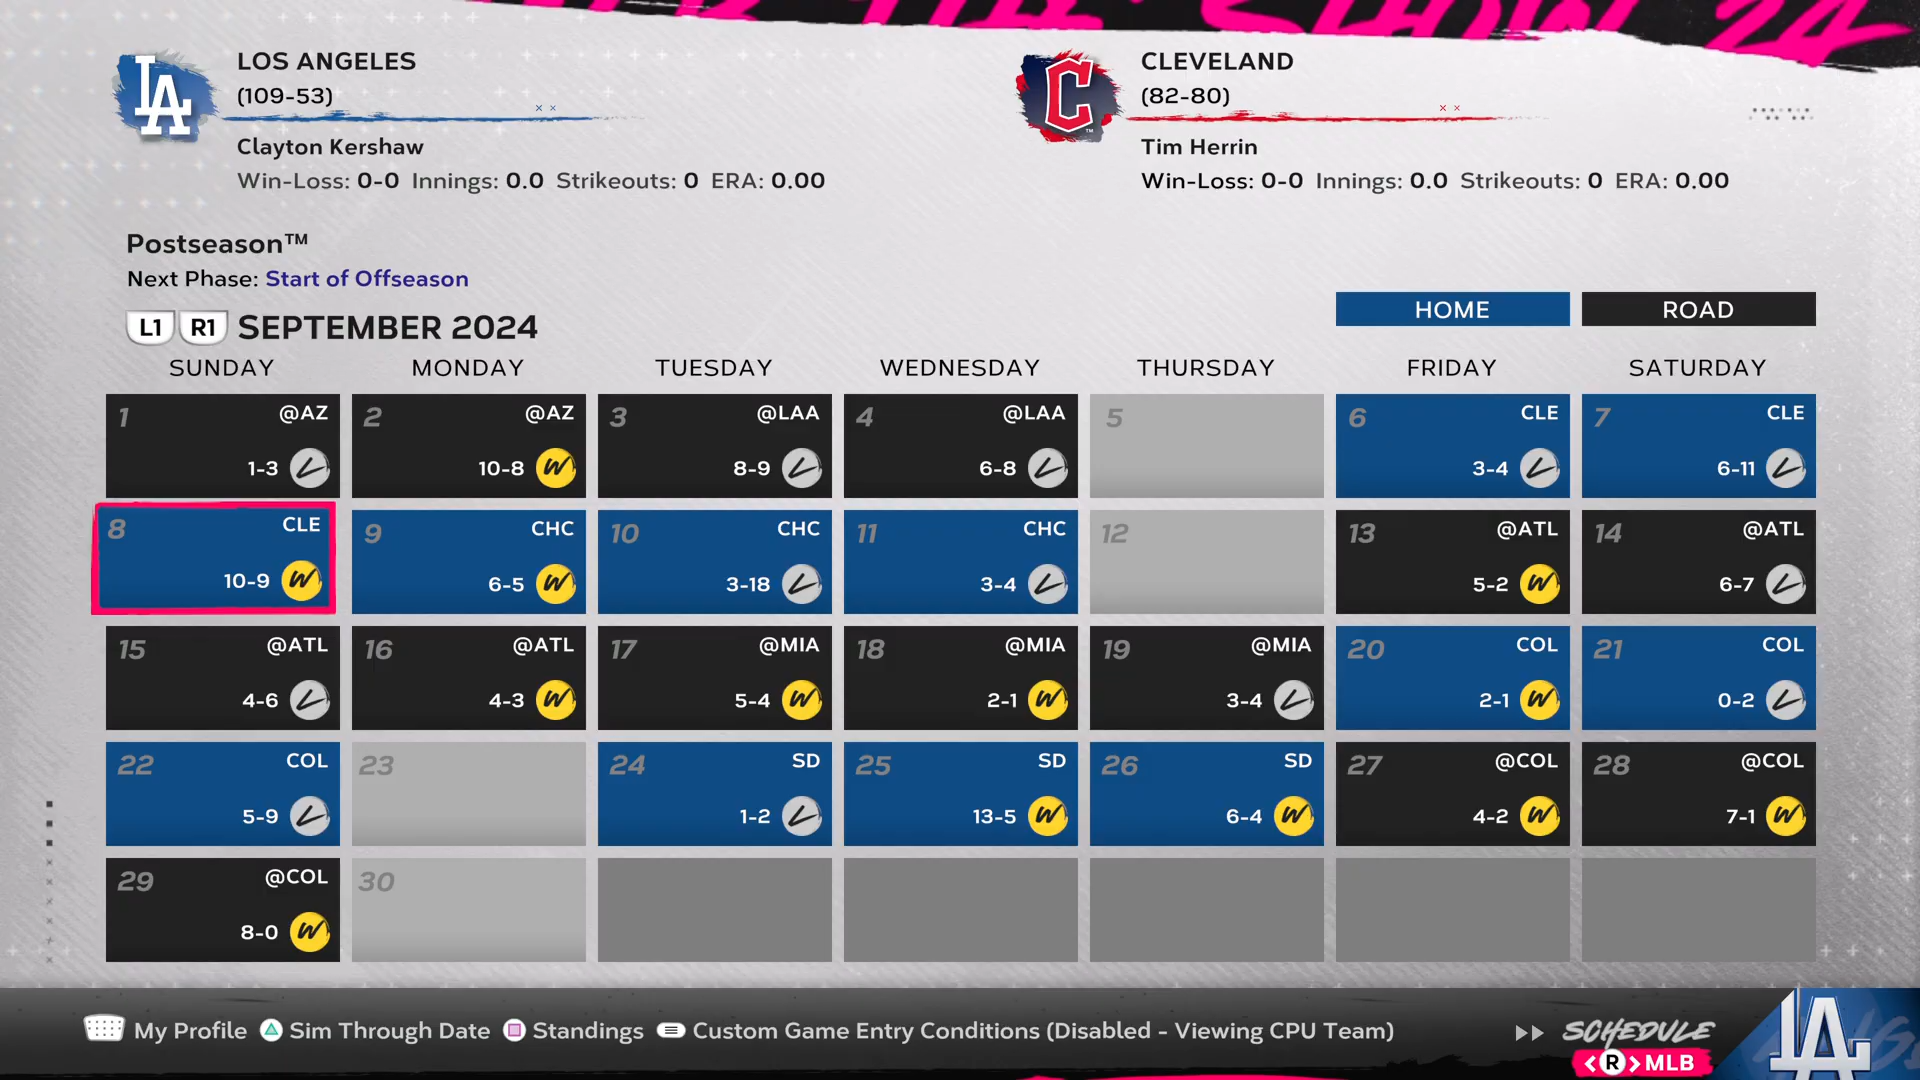 LOS ANGELES
(109-53)
Clayton Kershaw
Win-Loss: 0-0 Innings: 0.0 Strikeouts: 0 ERA: 0.00
CLEVELAND
(82-80)
Tim Herrin
Win-Loss: 0-0 Innings: 0.0 Strikeouts: 0 ERA: 0.00
Postseason™
Next Phase: Start of Offseason
L1 R1 SEPTEMBER 2024
HOME ROAD
SUNDAY MONDAY TUESDAY WEDNESDAY THURSDAY FRIDAY SATURDAY
1 @AZ 2 @AZ 3 @LAA 4 @LAA 5 6 CLE 7 CLE
1-3 L 10-8 W 8-9 L 6-8 L 3-4 L 6-11 L
8 CLE 9 CHC 10 CHC 11 CHC 12 13 @ATL 14 @ATL
10-9 W 6-5 W 3-18 L 3-4 L 5-2 W 6-7 L
15 @ATL 16 @ATL 17 @MIA 18 @MIA 19 @MIA 20 COL 21 COL
4-6 L 4-3 W 5-4 W 2-1 W 3-4 L 2-1 W 0-2 L
22 COL 23 24 SD 25 SD 26 SD 27 @COL 28 @COL
5-9 L 1-2 L 13-5 W 6-4 W 4-2 W 7-1 W
29 @COL 30
8-0 W
My Profile Sim Through Date Standings Custom Game Entry Conditions (Disabled - Viewing CPU Team)
SCHEDULE
R MLB
LA